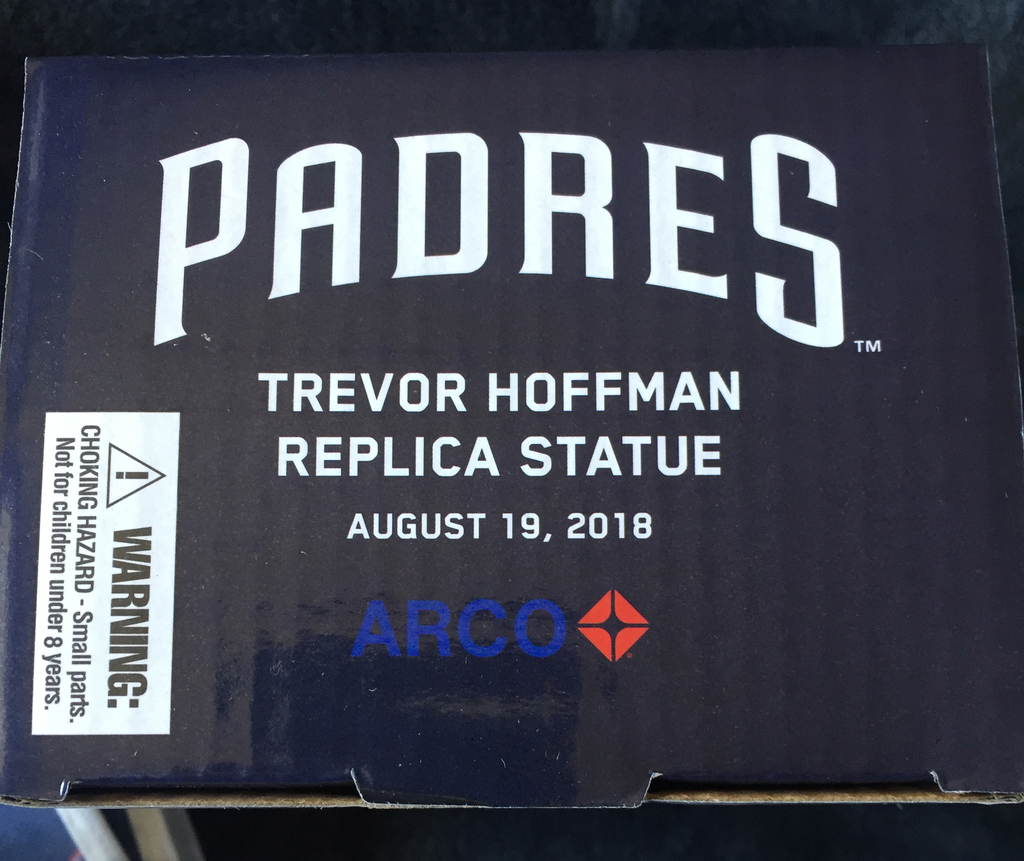 PADRES™
TREVOR HOFFMAN
REPLICA STATUE
AUGUST 19, 2018
ARCO
WARNING:
CHOKING HAZARD - Small parts.
Not for children under 8 years.